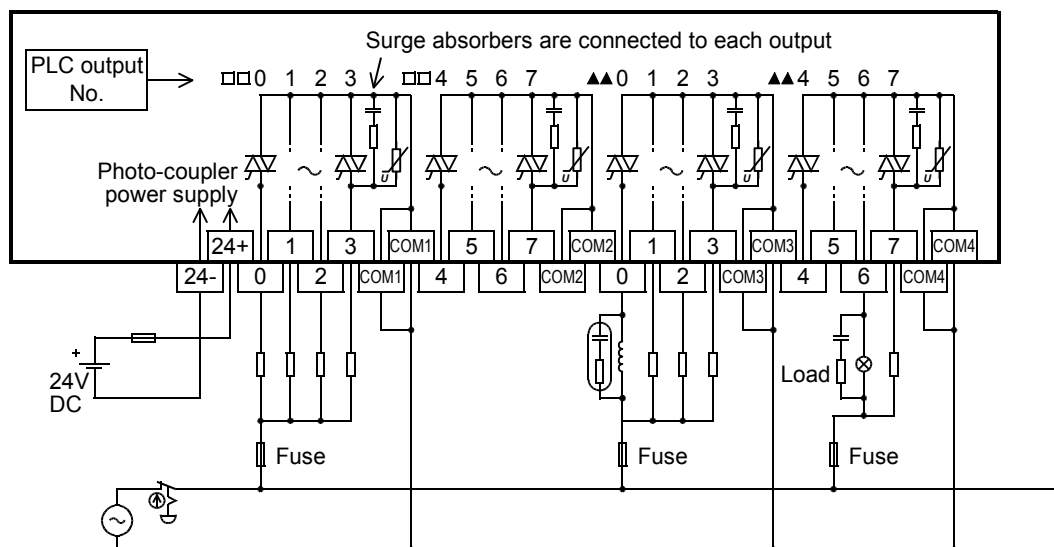 Surge absorbers are connected to each output
PLC output
No.
□□0 1 2 3 □□4 5 6 7 ▲▲0 1 2 3 ▲▲4 5 6 7
Photo-coupler
power supply
U U U U
24+ 1 3 COM1 5 7 COM2 1 3 COM3 5 7 COM4
24- 0 2 COM1 4 6 COM2 0 2 COM3 4 6 COM4
+
24V
DC
Load
Fuse Fuse Fuse